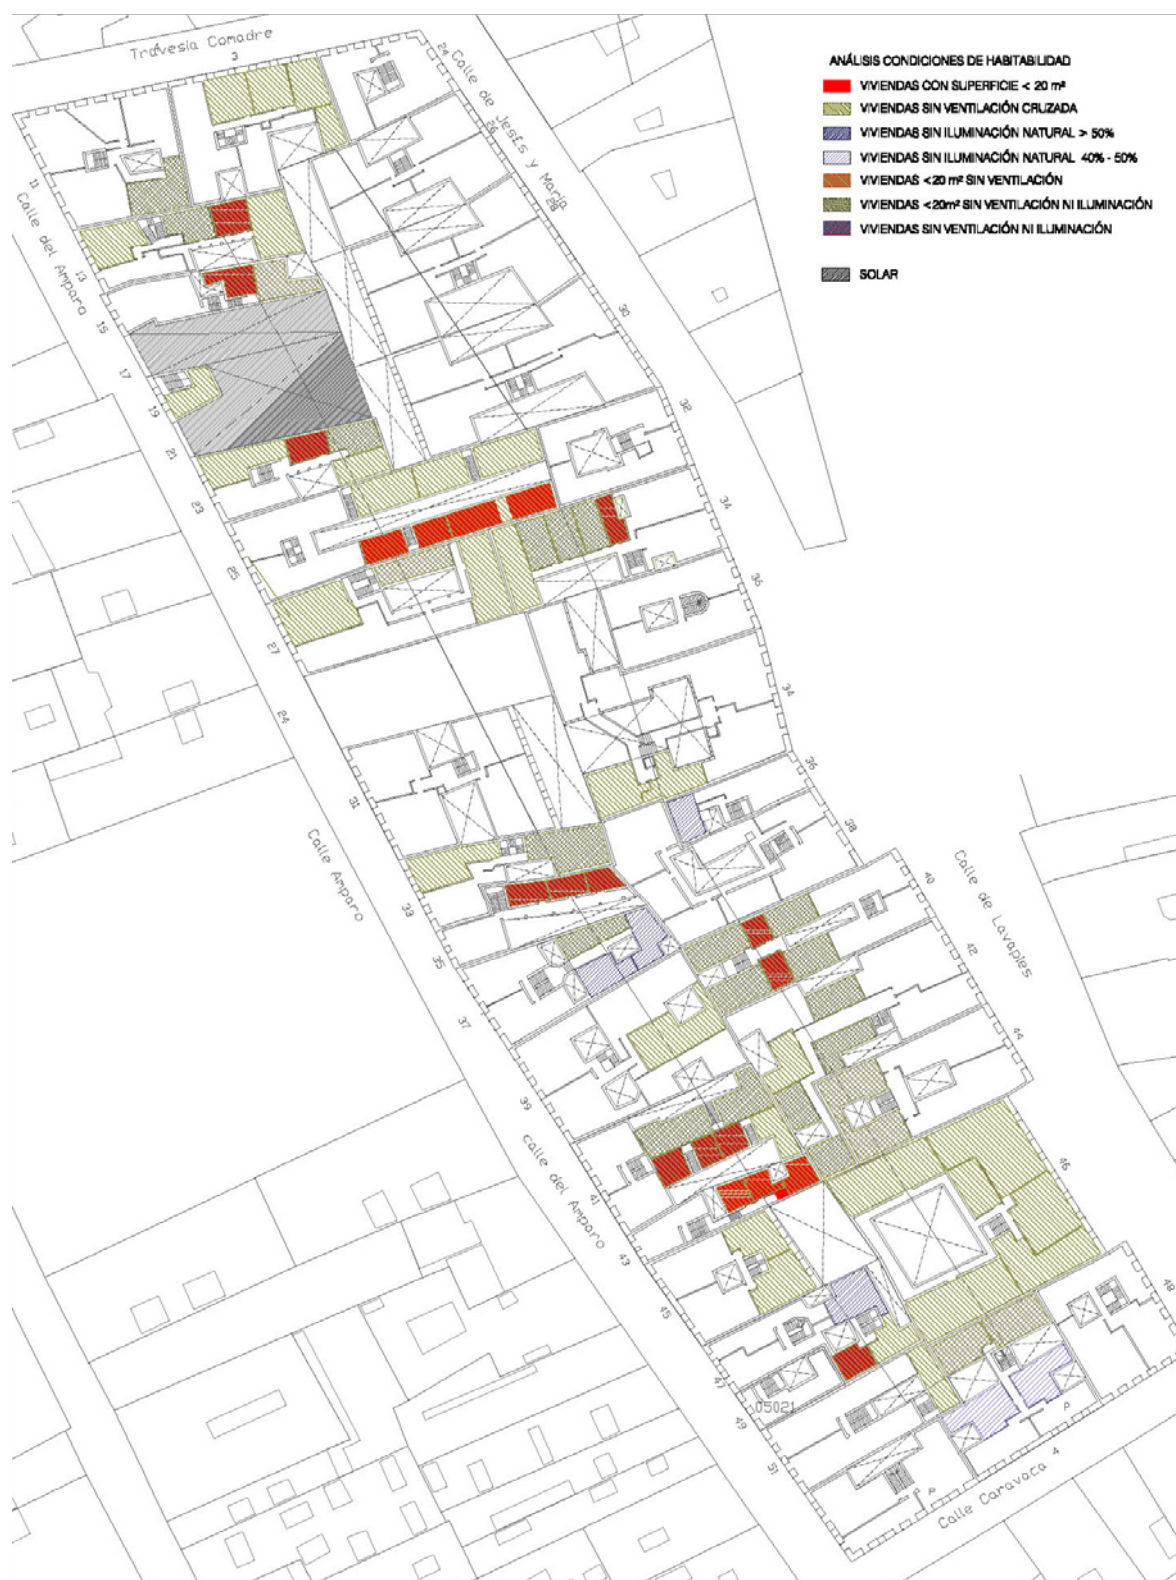 Travesía Comadre
3
24
Calle de Jesús y María
26
28
30
32
34
36
34
36
38
40
Calle de Lavapies
42
44
46
48
11
Calle del Amparo
13
15
17
19
21
23
25
27
24
31
Calle Amparo
33
35
37
39
calle del Amparo
41
43
45
47
49
51
05021
P
P
P
A
Calle Caravaca 4
ANÁLISIS CONDICIONES DE HABITABILIDAD
VIVIENDAS CON SUPERFICIE < 20 m²
VIVIENDAS SIN VENTILACIÓN CRUZADA
VIVIENDAS SIN ILUMINACIÓN NATURAL > 50%
VIVIENDAS SIN ILUMINACIÓN NATURAL 40% - 50%
VIVIENDAS <20 m² SIN VENTILACIÓN
VIVIENDAS <20m² SIN VENTILACIÓN NI ILUMINACIÓN
VIVIENDAS SIN VENTILACIÓN NI ILUMINACIÓN
SOLAR